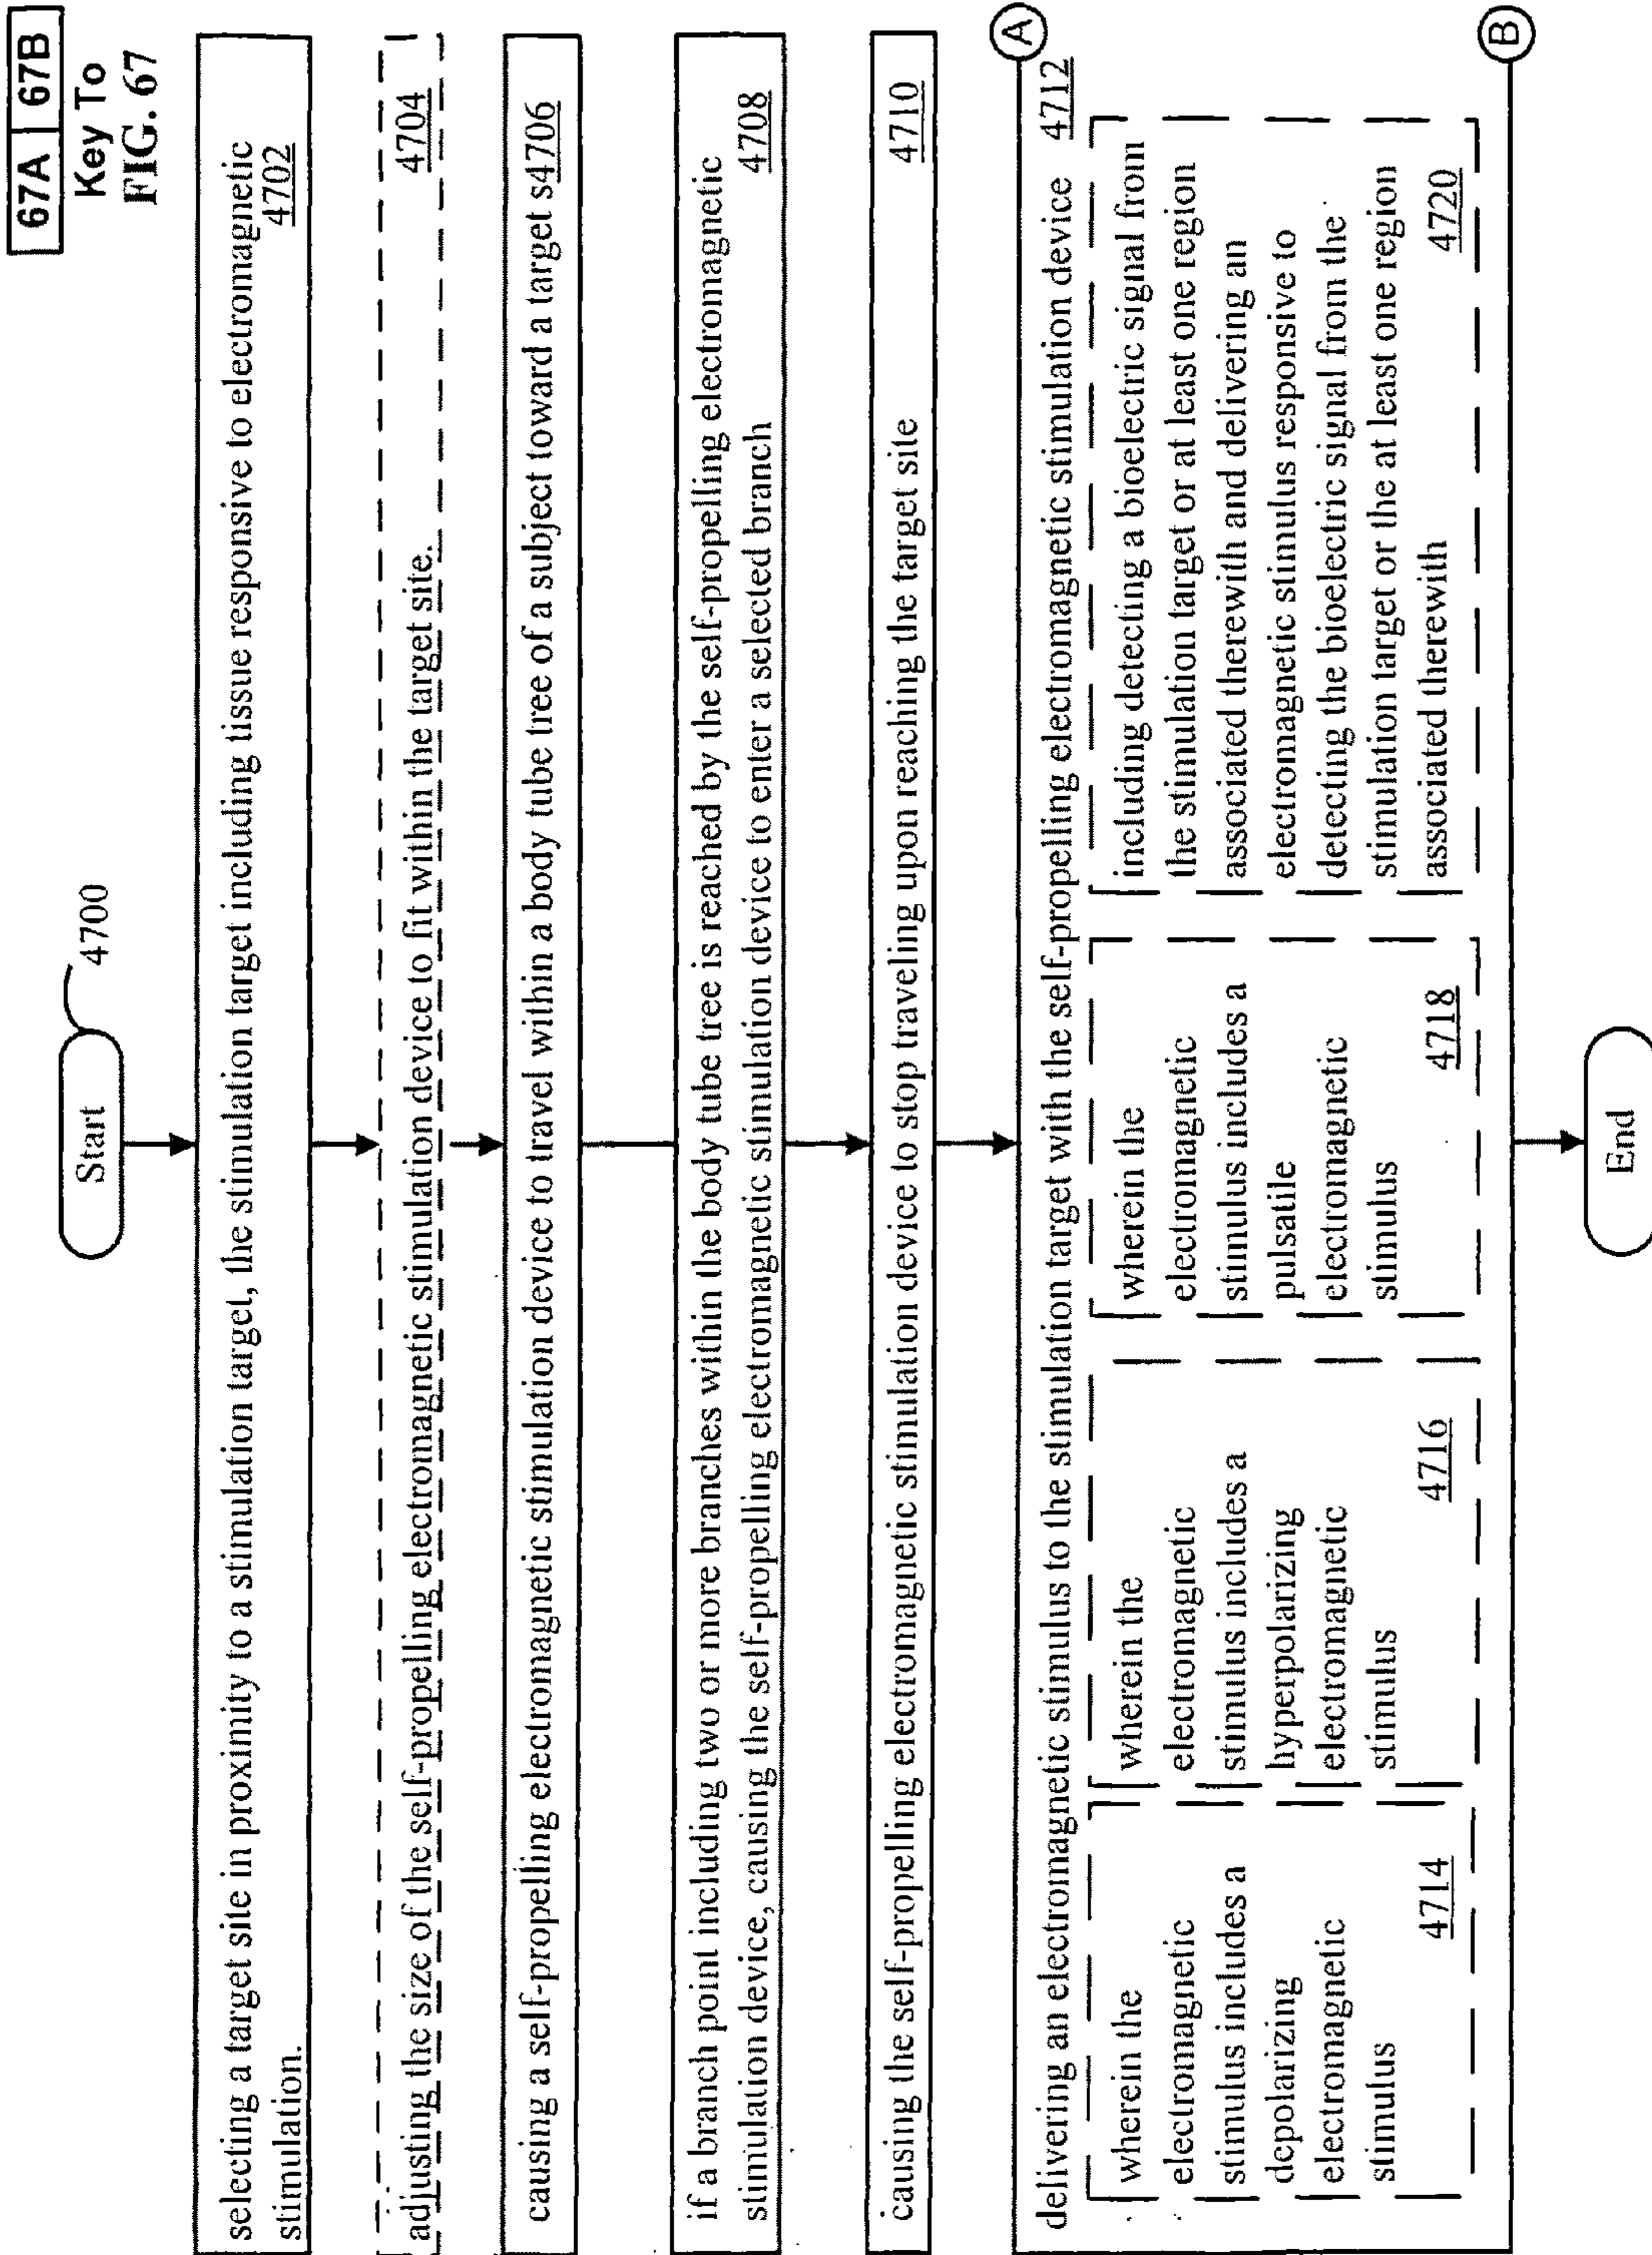 67A 67B
Key To
FIG. 67
Start
4700
selecting a target site in proximity to a stimulation target, the stimulation target including tissue responsive to electromagnetic
stimulation.
4702
4704
adjusting the size of the self-propelling electromagnetic stimulation device to fit within the target site.
causing a self-propelling electromagnetic stimulation device to travel within a body tube tree of a subject toward a target s4706
if a branch point including two or more branches within the body tube tree is reached by the self-propelling electromagnetic
stimulation device, causing the self-propelling electromagnetic stimulation device to enter a selected branch
4708
causing the self-propelling electromagnetic stimulation device to stop traveling upon reaching the target site
4710
A
delivering an electromagnetic stimulus to the stimulation target with the self-propelling electromagnetic stimulation device
4712
wherein the
electromagnetic
stimulus includes a
depolarizing
electromagnetic
stimulus
4714
wherein the
electromagnetic
stimulus includes a
hyperpolarizing
electromagnetic
stimulus
4716
wherein the
electromagnetic
stimulus includes a
pulsatile
electromagnetic
stimulus
4718
including detecting a bioelectric signal from
the stimulation target or at least one region
associated therewith and delivering an
electromagnetic stimulus responsive to
detecting the bioelectric signal from the
stimulation target or the at least one region
associated therewith
4720
B
End